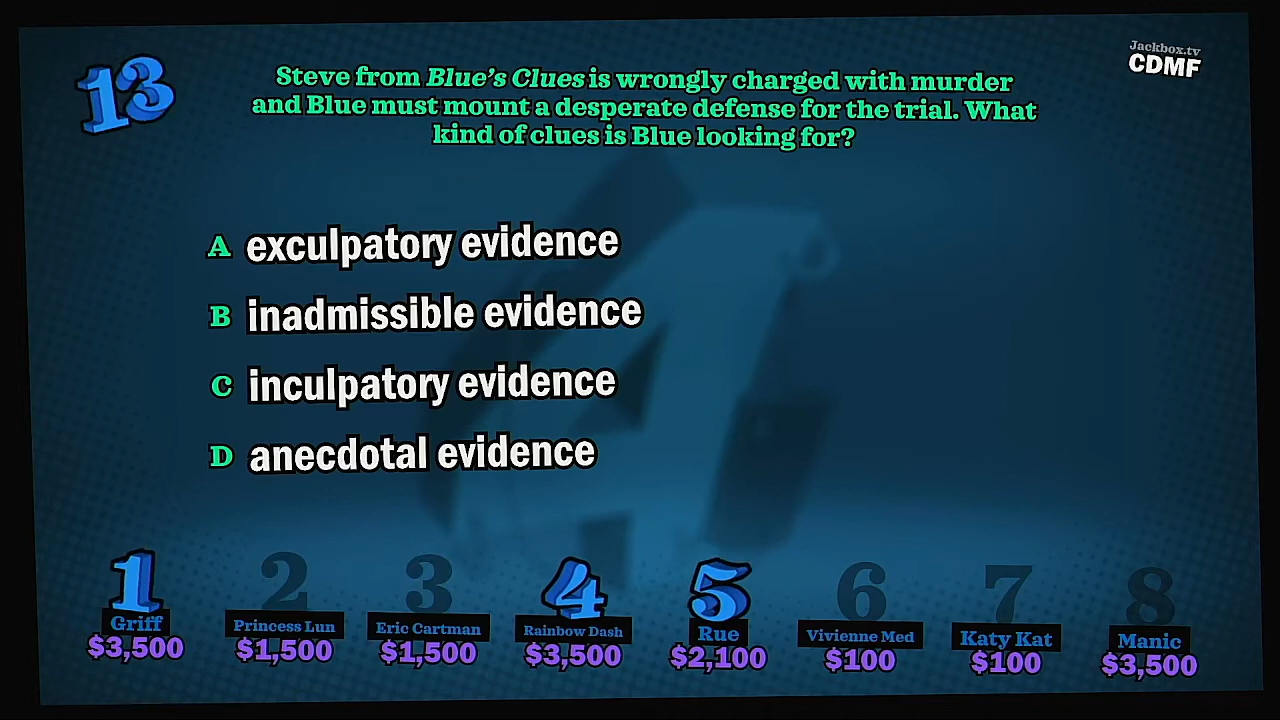 13
Jackbox.tv
CDMF
Steve from Blue's Clues is wrongly charged with murder
and Blue must mount a desperate defense for the trial. What
kind of clues is Blue looking for?
A exculpatory evidence
B inadmissible evidence
C inculpatory evidence
D anecdotal evidence
1 2 3 4 5 6 7 8
Griff Princess Lun Eric Cartman Rainbow Dash Rue Vivienne Med Katy Kat Manic
$3,500 $1,500 $1,500 $3,500 $2,100 $100 $100 $3,500